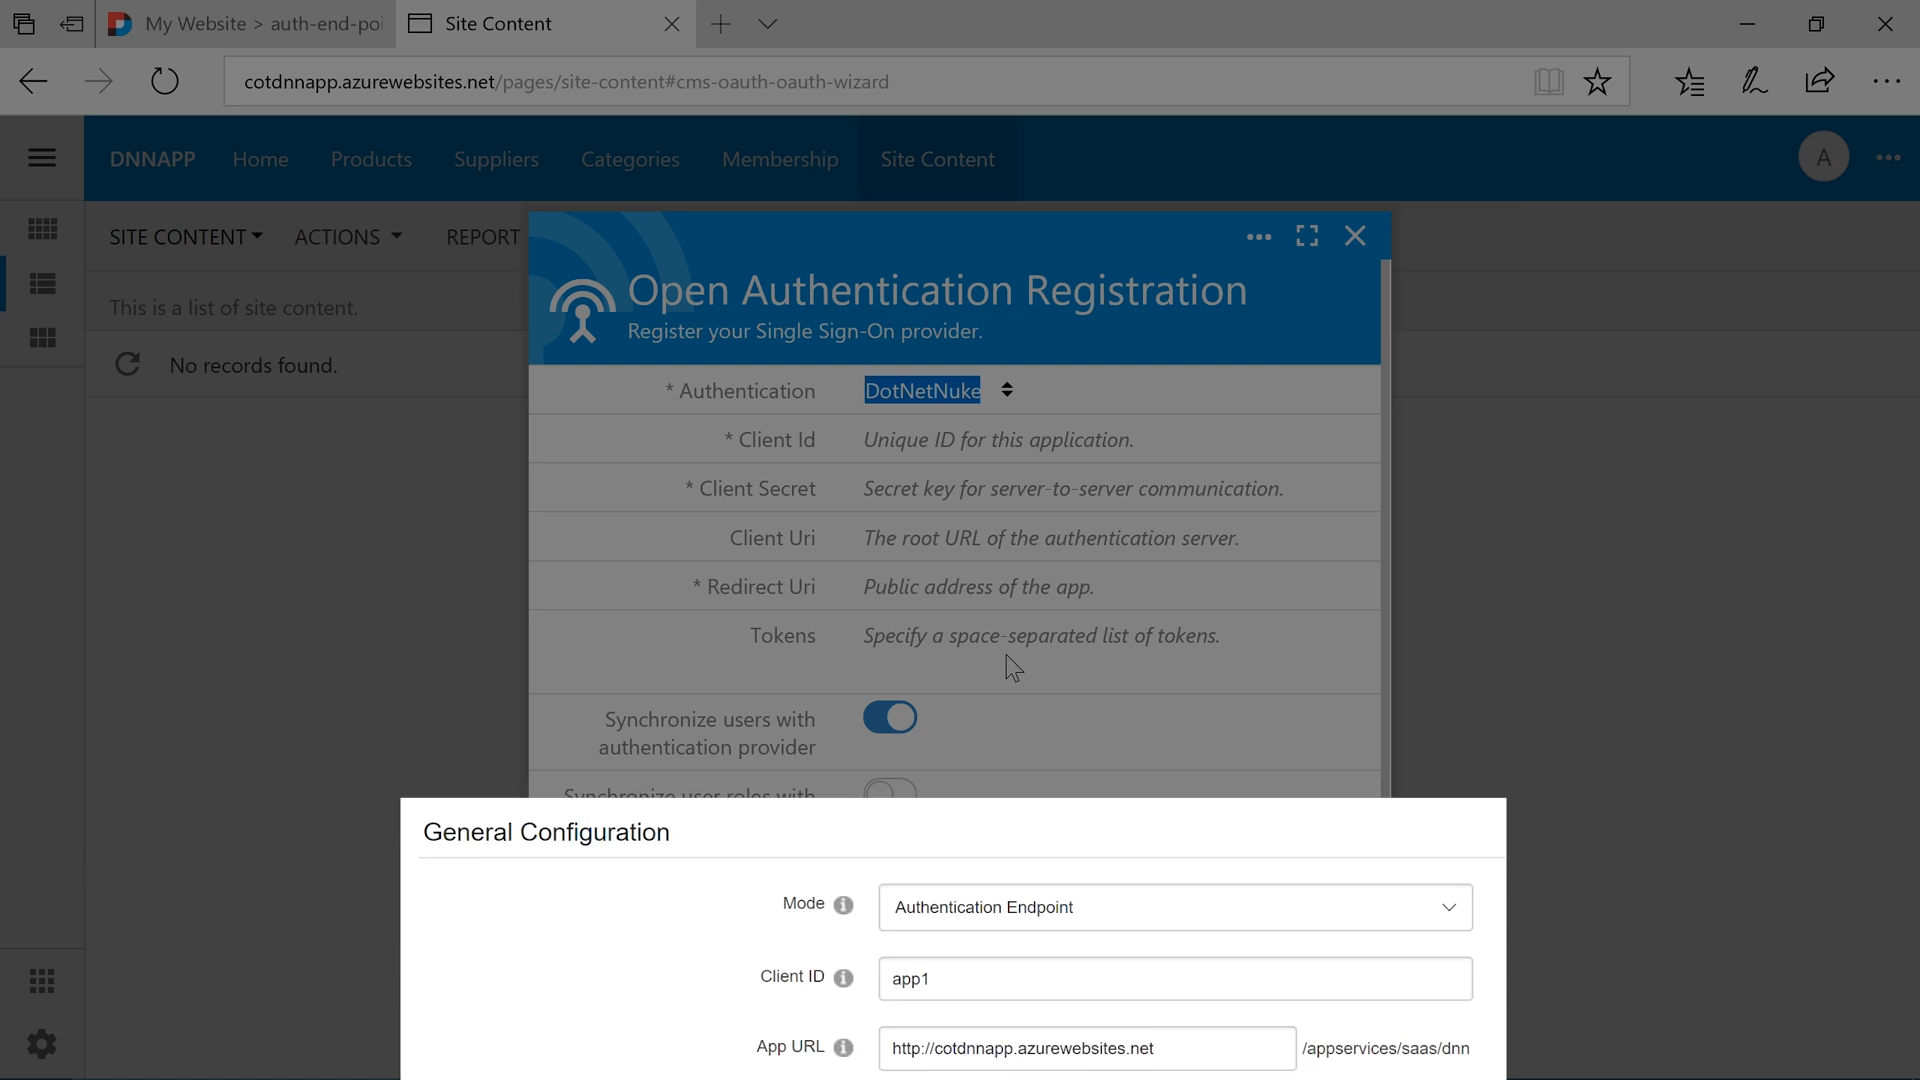 My Website > auth-end-poi
Site Content
cotdnnapp.azurewebsites.net/pages/site-content#cms-oauth-oauth-wizard
DNNAPP Home Products Suppliers Categories Membership Site Content A
SITE CONTENT ACTIONS REPORT
This is a list of site content.
No records found.
Open Authentication Registration
Register your Single Sign-On provider.
* Authentication DotNetNuke
* Client Id Unique ID for this application.
* Client Secret Secret key for server-to-server communication.
Client Uri The root URL of the authentication server.
* Redirect Uri Public address of the app.
Tokens Specify a space-separated list of tokens.
Synchronize users with
authentication provider
Synchronize user roles with
General Configuration
Mode Authentication Endpoint
Client ID app1
App URL http://cotdnnapp.azurewebsites.net /appservices/saas/dnn